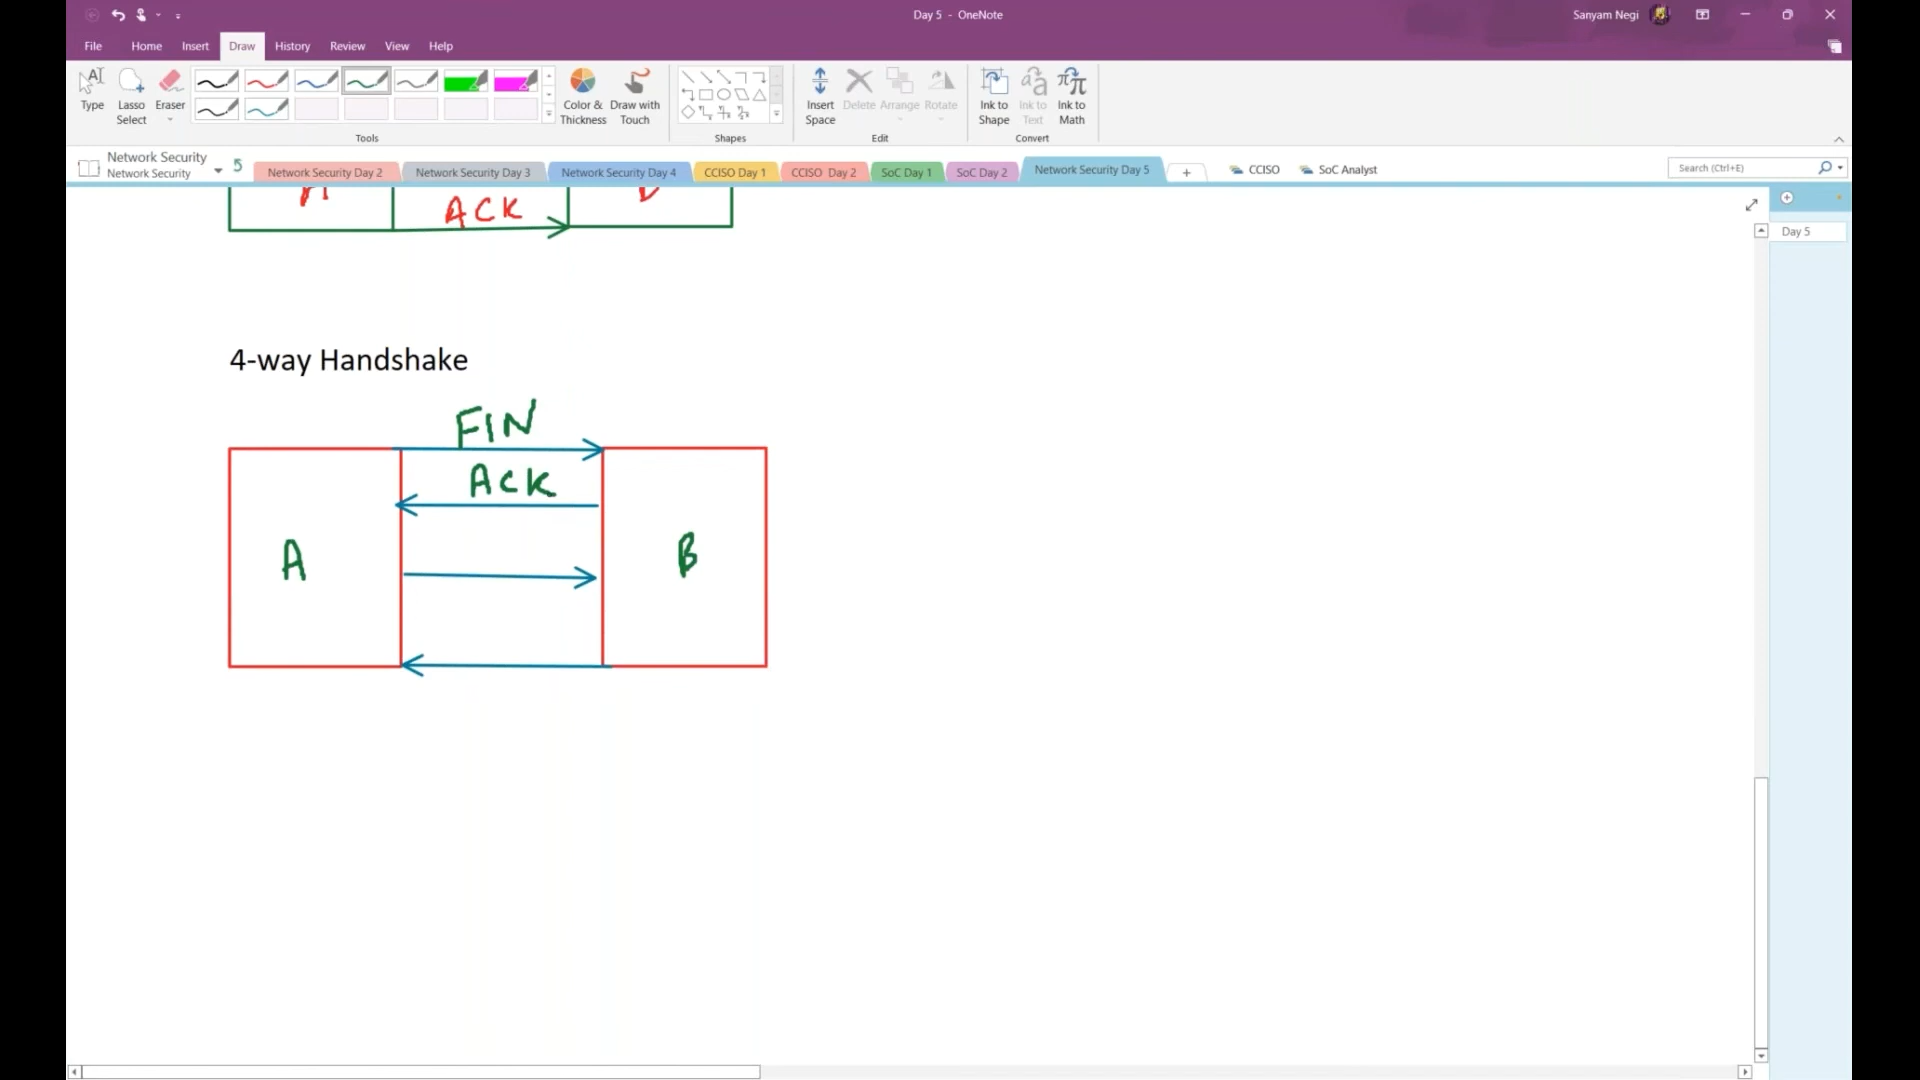 Day 5 - OneNote
Sanyam Negi
File Home Insert Draw History Review View Help
Type
Lasso Select
Eraser
Color & Thickness
Draw with Touch
Insert Space
Delete
Arrange
Rotate
Ink to Shape
Ink to Text
Ink to Math
Tools
Shapes
Edit
Convert
Network Security
Network Security
Network Security Day 2
Network Security Day 3
Network Security Day 4
CCISO Day 1
CCISO Day 2
SoC Day 1
SoC Day 2
Network Security Day 5
CCISO
SoC Analyst
Search (Ctrl+E)
Day 5
ACK
4-way Handshake
FIN
ACK
A
B